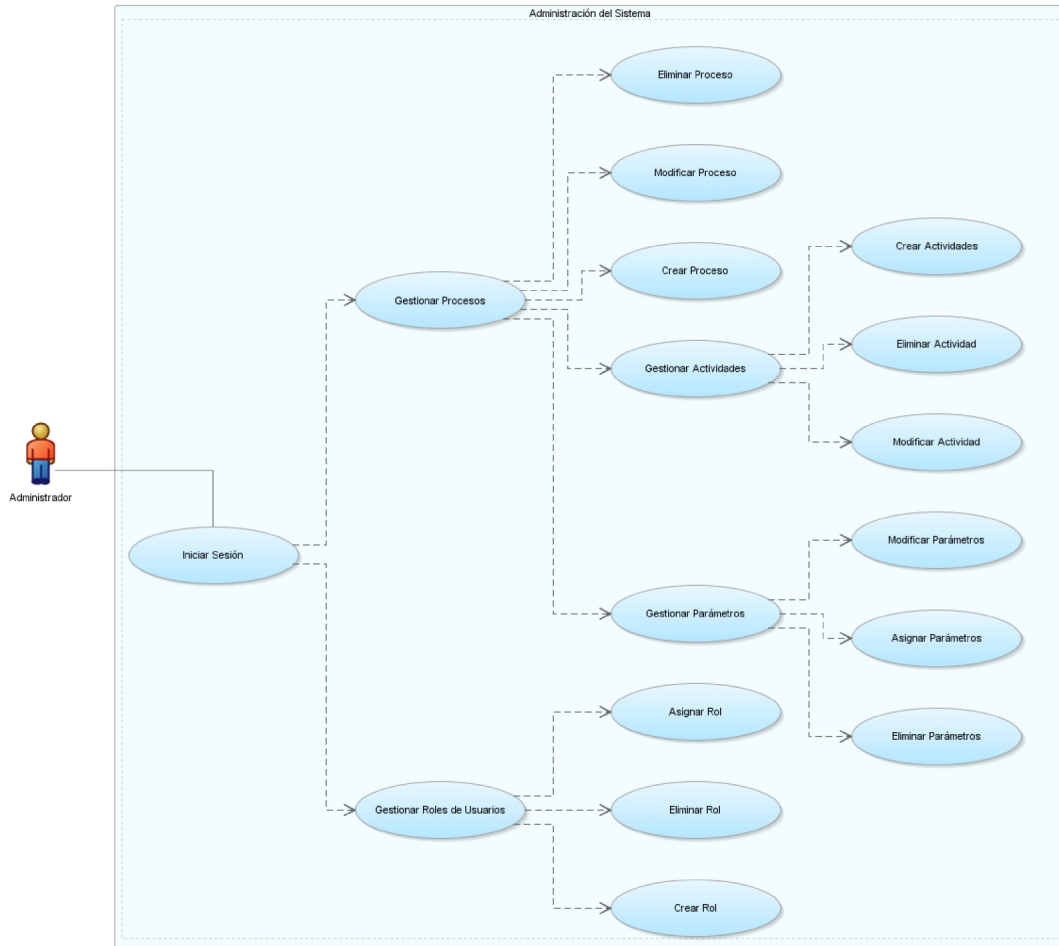 Administración del Sistema
Eliminar Proceso
Modificar Proceso
Crear Actividades
Crear Proceso
Gestionar Procesos
Eliminar Actividad
Gestionar Actividades
Modificar Actividad
Administrador
Modificar Parámetros
Iniciar Sesión
Gestionar Parámetros
Asignar Parámetros
Asignar Rol
Eliminar Parámetros
Gestionar Roles de Usuarios
Eliminar Rol
Crear Rol